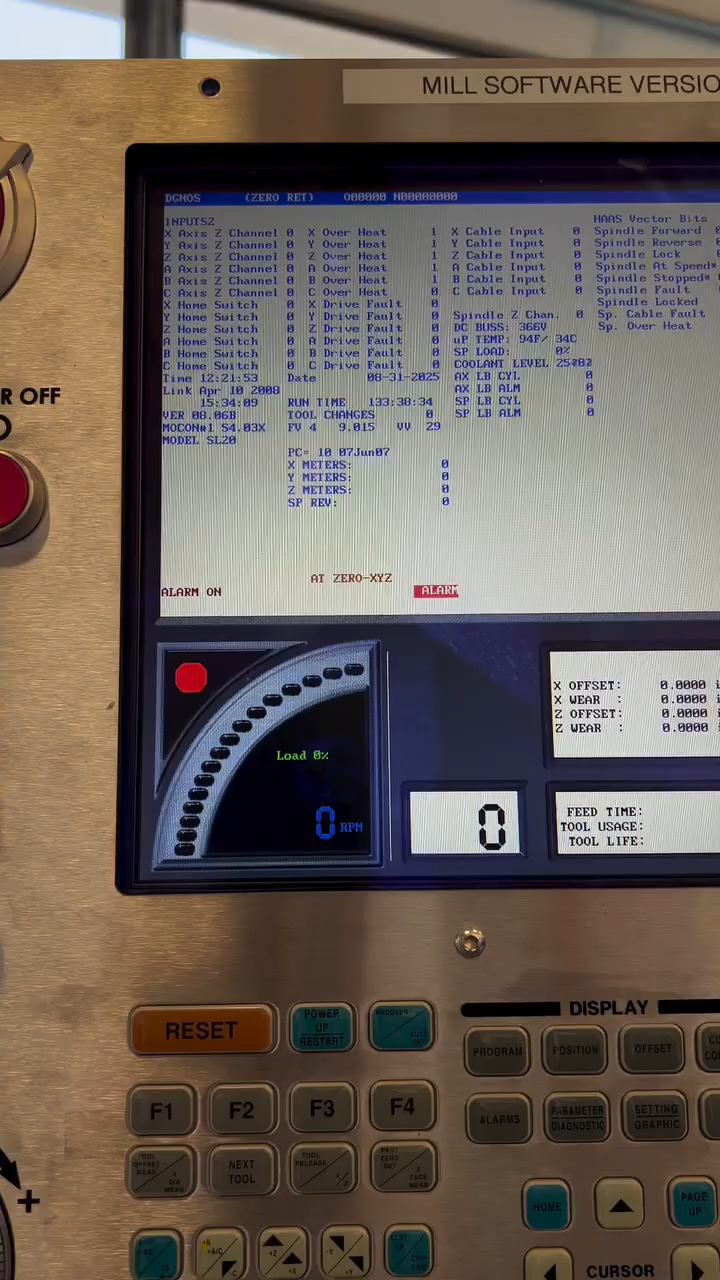 MILL SOFTWARE VERSIO
DGNOS (ZERO RET) O00000 N00000000
INPUTS2 HAAS Vector Bits
X Axis Z Channel 0 X Over Heat 1 X Cable Input 0 Spindle Forward 0
Y Axis Z Channel 0 Y Over Heat 1 Y Cable Input 0 Spindle Reverse 0
Z Axis Z Channel 0 Z Over Heat 1 Z Cable Input 0 Spindle Lock
A Axis Z Channel 0 A Over Heat 1 A Cable Input 0 Spindle At Speed*
B Axis Z Channel 0 B Over Heat 1 B Cable Input 0 Spindle Stopped*
C Axis Z Channel 0 C Over Heat 1 C Cable Input 0 Spindle Fault
X Home Switch 0 X Drive Fault 0 Spindle Locked
Y Home Switch 0 Y Drive Fault 0 Spindle Z Chan. 0 Sp. Cable Fault
Z Home Switch 0 Z Drive Fault 0 DC BUSS: 366V Sp. Over Heat
A Home Switch 0 A Drive Fault 0 uP TEMP: 94F/ 34C
B Home Switch 0 B Drive Fault 0 SP LOAD: 0%
C Home Switch 0 C Drive Fault 0 COOLANT LEVEL
Time 12:21:53 Date 08-31-2025 AX LB CYL 0
Link Apr 10 2008 AX LB ALM 0
15:34:09 RUN TIME 133:38:34 SP LB CYL 0
VER 08.06B TOOL CHANGES 0 SP LB ALM 0
MOCON#1 S4.03X FV 4 9.015 VV 29
MODEL SL20
PC= 10 07Jun07
X METERS: 0
Y METERS: 0
Z METERS: 0
SP REV: 0
AT ZERO-XYZ
ALARM ON ALARM
R OFF
Load 0%
0 RPM
0
X OFFSET: 0.0000 i
X WEAR : 0.0000
Z OFFSET: 0.0000
Z WEAR : 0.0000
FEED TIME:
TOOL USAGE:
TOOL LIFE:
RESET
POWER
UP
RESTART
RECOVER
DISPLAY
PROGRAM
POSITION
OFFSET
F1
F2
F3
F4
ALARMS
PARAMETER
DIAGNOSTIC
SETTING
GRAPHIC
TOOL
OFFSET
MEAS
X
DIA
MEAS
NEXT
TOOL
TOOL
RELEASE
X/Z
PART
ZERO
SET
Z
FACE
MEAS
HOME
PAGE
UP
+
CURSOR